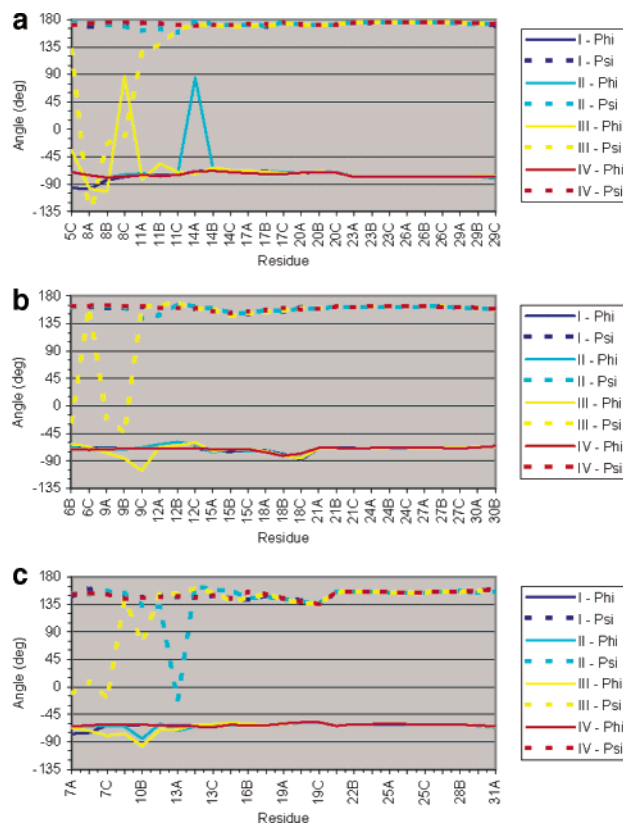 a
180
135
90
45
0
-45
-90
-135
Angle (deg)
5C 8A 8B 8C 11A 11B 11C 14A 14B 14C 17A 17B 17C 20A 20B 20C 23A 23B 23C 26A 26B 26C 29A 29B 29C
Residue
I - Phi
I - Psi
II - Phi
II - Psi
III - Phi
III - Psi
IV - Phi
IV - Psi
b
180
135
90
45
0
-45
-90
-135
Angle (deg)
6B 6C 9A 9B 9C 12A 12B 12C 15A 15B 15C 18A 18B 18C 21A 21B 21C 24A 24B 24C 27A 27B 27C 30A 30B
Residue
I - Phi
I - Psi
II - Phi
II - Psi
III - Phi
III - Psi
IV - Phi
IV - Psi
c
180
135
90
45
0
-45
-90
-135
Angle (deg)
7A 7C 10B 13A 13C 16B 19A 19C 22B 25A 25C 28B 31A
Residue
I - Phi
I - Psi
II - Phi
II - Psi
III - Phi
III - Psi
IV - Phi
IV - Psi